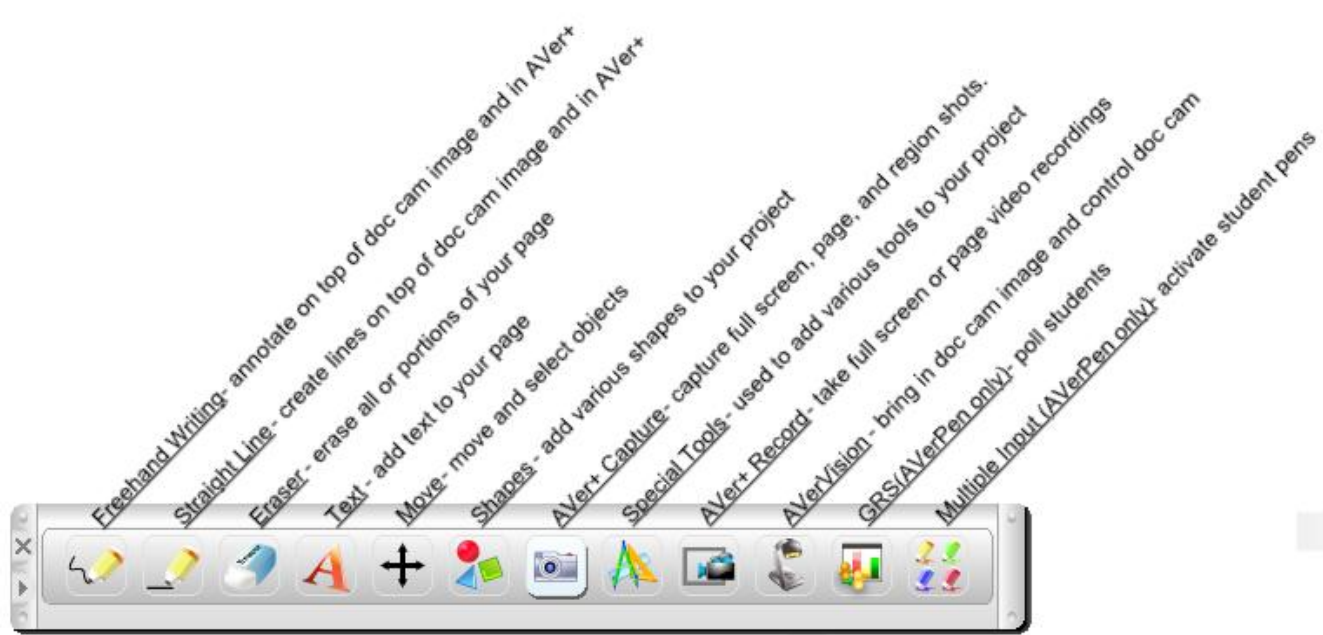 Freehand Writing- annotate on top of doc cam image and in AVer+
Straight Line- create lines on top of doc cam image and in AVer+
Eraser- erase all or portions of your page
Text- add text to your page
Move- move and select objects
Shapes- add various shapes to your project
AVer+ Capture- capture full screen, page, and region shots.
Special Tools- used to add various tools to your project
AVer+ Record- take full screen or page video recordings
AVerVision- bring in doc cam image and control doc cam
GRS(AVerPen only)- poll students
Multiple Input (AVerPen only)- activate student pens
A